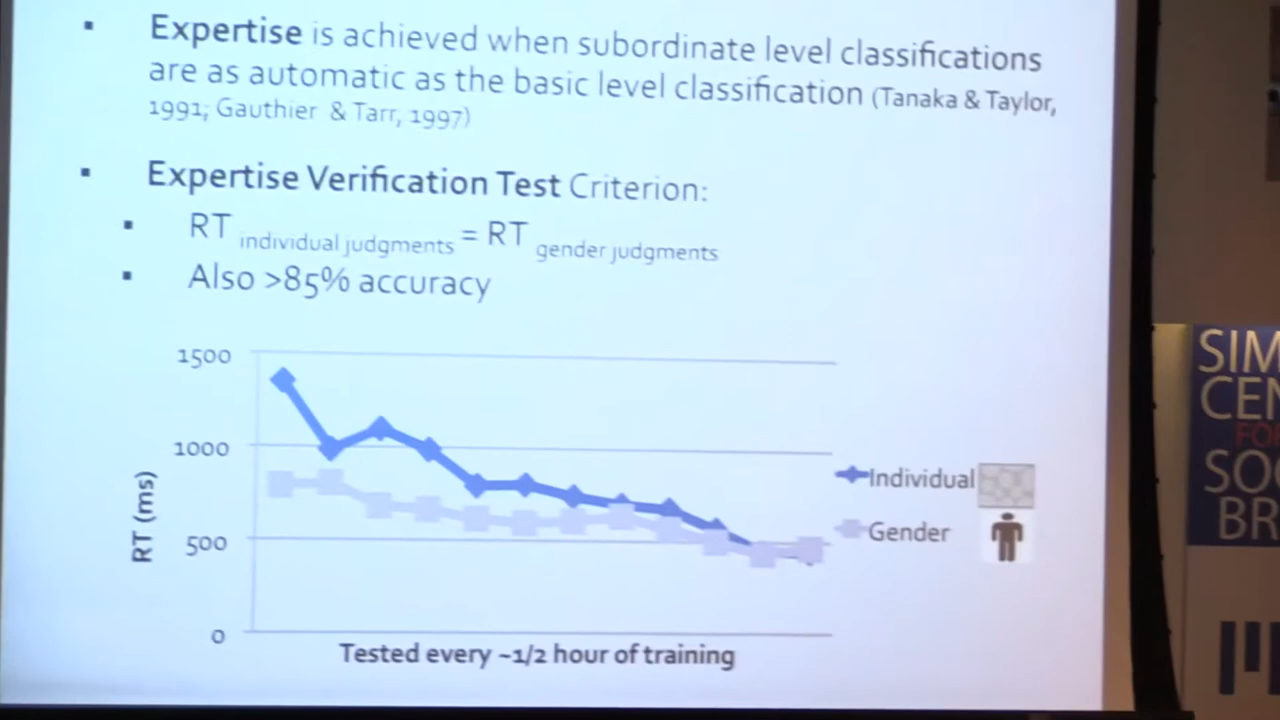 ▪ Expertise is achieved when subordinate level classifications
are as automatic as the basic level classification (Tanaka & Taylor,
1991; Gauthier & Tarr, 1997)
▪ Expertise Verification Test Criterion:
▪ RT individual judgments = RT gender judgments
▪ Also >85% accuracy
1500
1000
500
0
RT (ms)
Individual
Gender
Tested every ~1/2 hour of training
SIM
CEN
FO
SO
BR